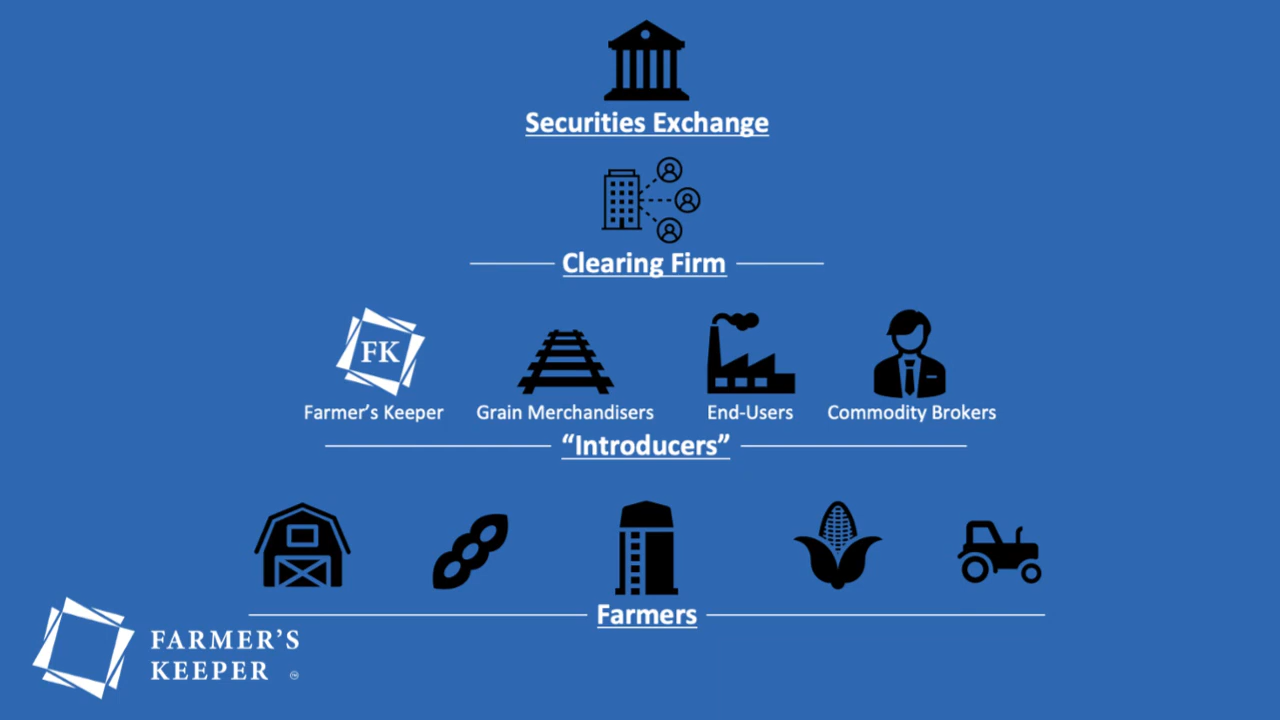 Securities Exchange
Clearing Firm
FK
Farmer’s Keeper Grain Merchandisers End-Users Commodity Brokers
“Introducers”
Farmers
FARMER’S
KEEPER